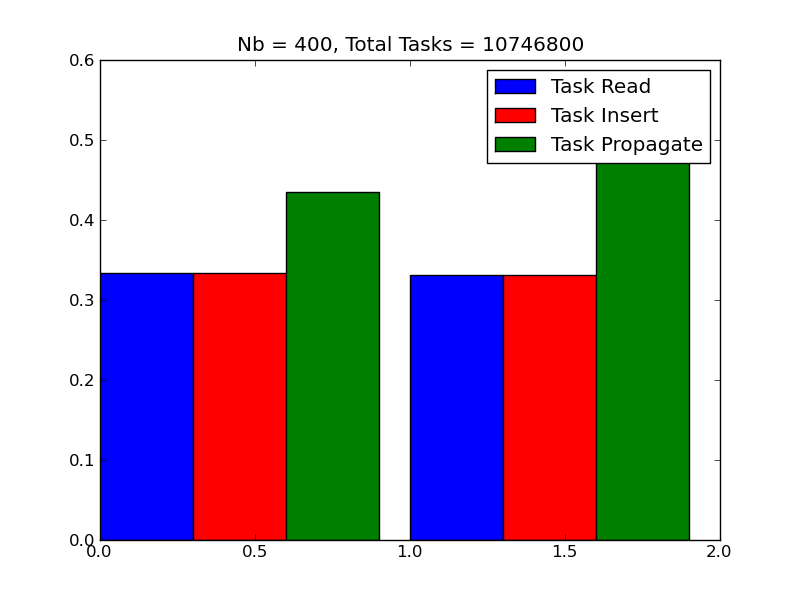 Nb = 400, Total Tasks = 10746800
0.6
Task Read
Task Insert
Task Propagate
0.5
0.4
0.3
0.2
0.1
0.0
0.0 0.5 1.0 1.5 2.0